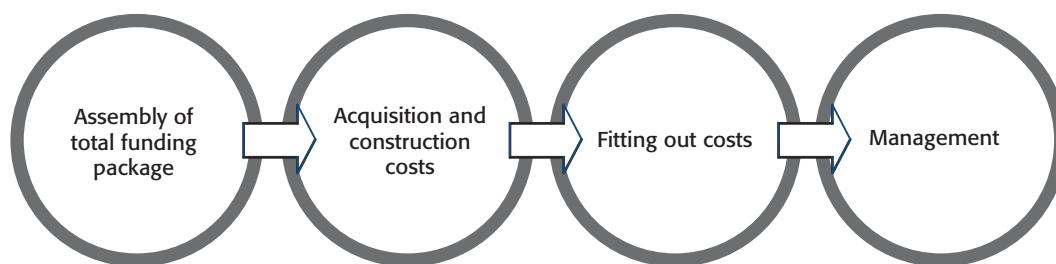 Assembly of
total funding
package
Acquisition and
construction
costs
Fitting out costs
Management